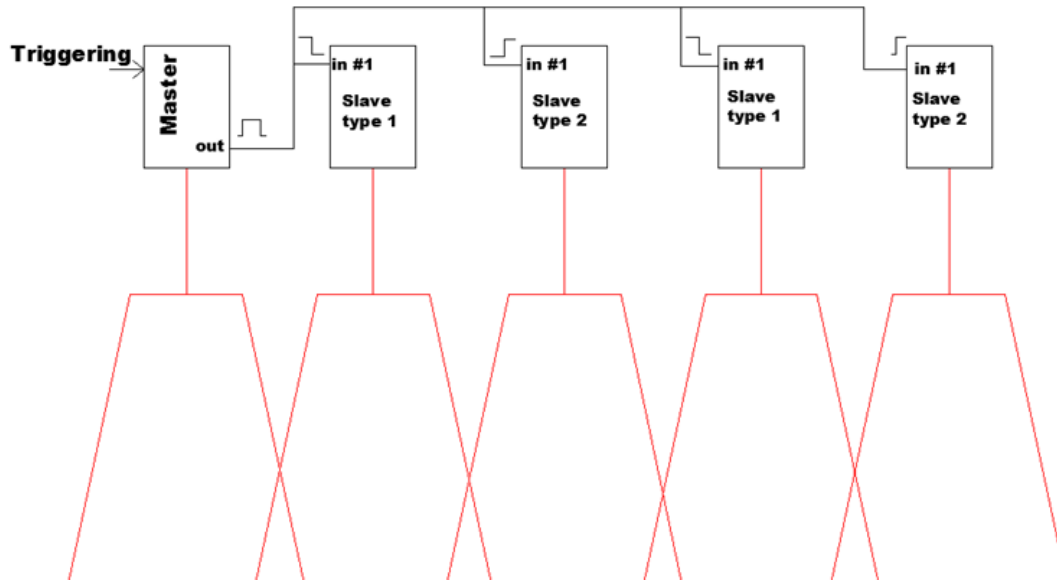 Triggering
Master
out
in #1
Slave
type 1
in #1
Slave
type 2
in #1
Slave
type 1
in #1
Slave
type 2